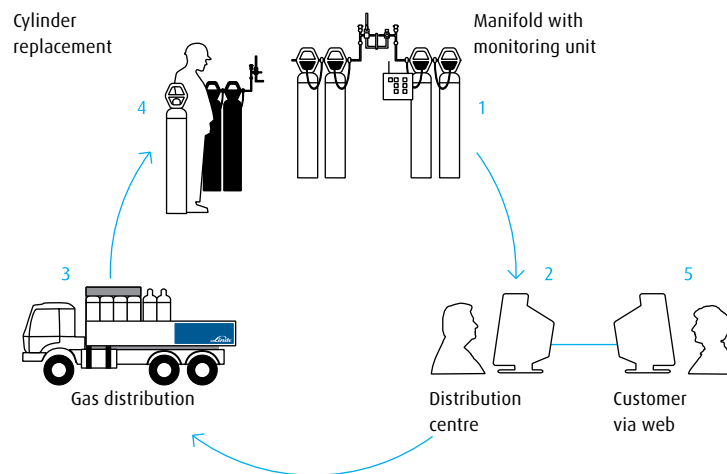 Cylinder
replacement
Manifold with
monitoring unit
4
1
3
2
5
Linde
Gas distribution
Distribution
centre
Customer
via web